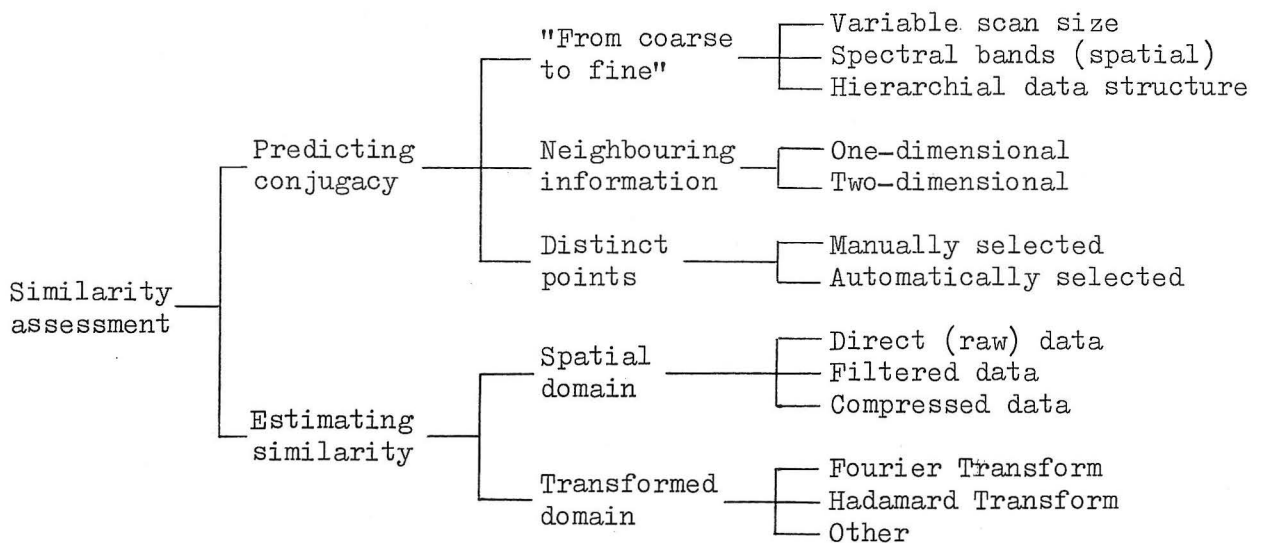 "From coarse
to fine"
Variable scan size
Spectral bands (spatial)
Hierarchial data structure
Predicting
conjugacy
Neighbouring
information
One-dimensional
Two-dimensional
Distinct
points
Manually selected
Automatically selected
Similarity
assessment
Spatial
domain
Direct (raw) data
Filtered data
Compressed data
Estimating
similarity
Transformed
domain
Fourier Transform
Hadamard Transform
Other